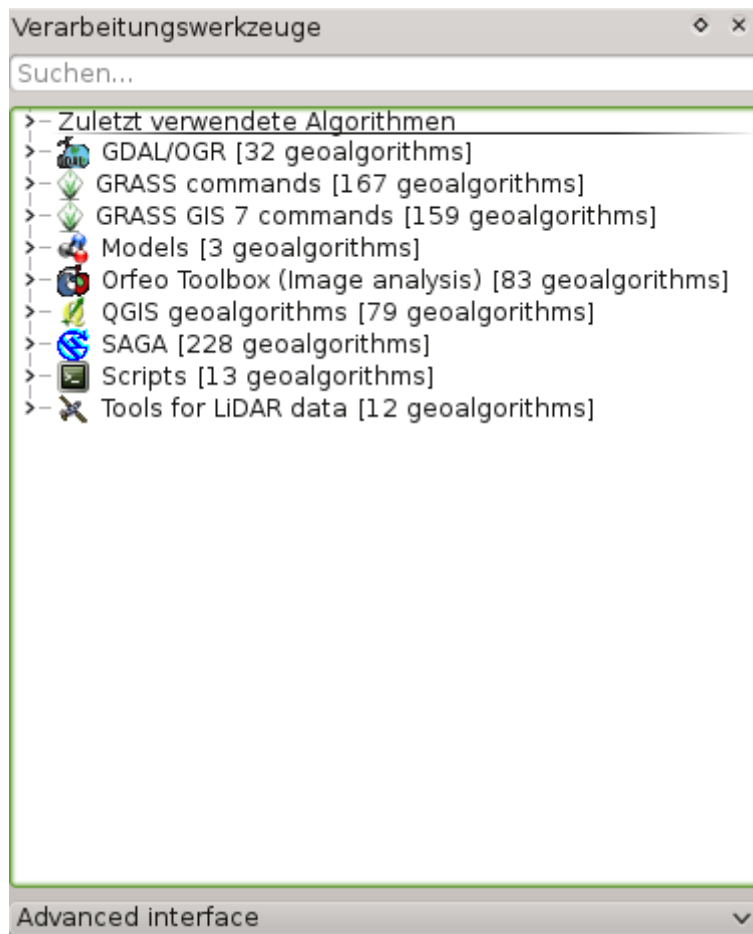 Verarbeitungswerkzeuge
Suchen...
Zuletzt verwendete Algorithmen
GDAL/OGR [32 geoalgorithms]
GRASS commands [167 geoalgorithms]
GRASS GIS 7 commands [159 geoalgorithms]
Models [3 geoalgorithms]
Orfeo Toolbox (Image analysis) [83 geoalgorithms]
QGIS geoalgorithms [79 geoalgorithms]
SAGA [228 geoalgorithms]
Scripts [13 geoalgorithms]
Tools for LiDAR data [12 geoalgorithms]
Advanced interface